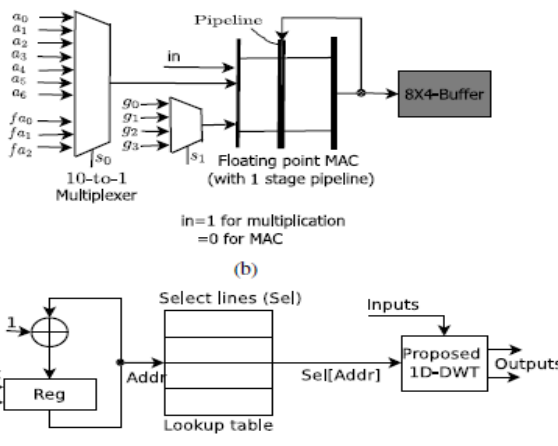 a0
a1
a2
a3
a4
a5
a6
fa0
fa1
fa2
s0
10-to-1
Multiplexer
in
g0
g1
g2
g3
s1
Pipeline
Floating point MAC
(with 1 stage pipeline)
8X4-Buffer
in=1 for multiplication
=0 for MAC
(b)
Select lines (Sel)
1
Reg
Addr
Lookup table
Sel[Addr]
Inputs
Proposed
1D-DWT
Outputs